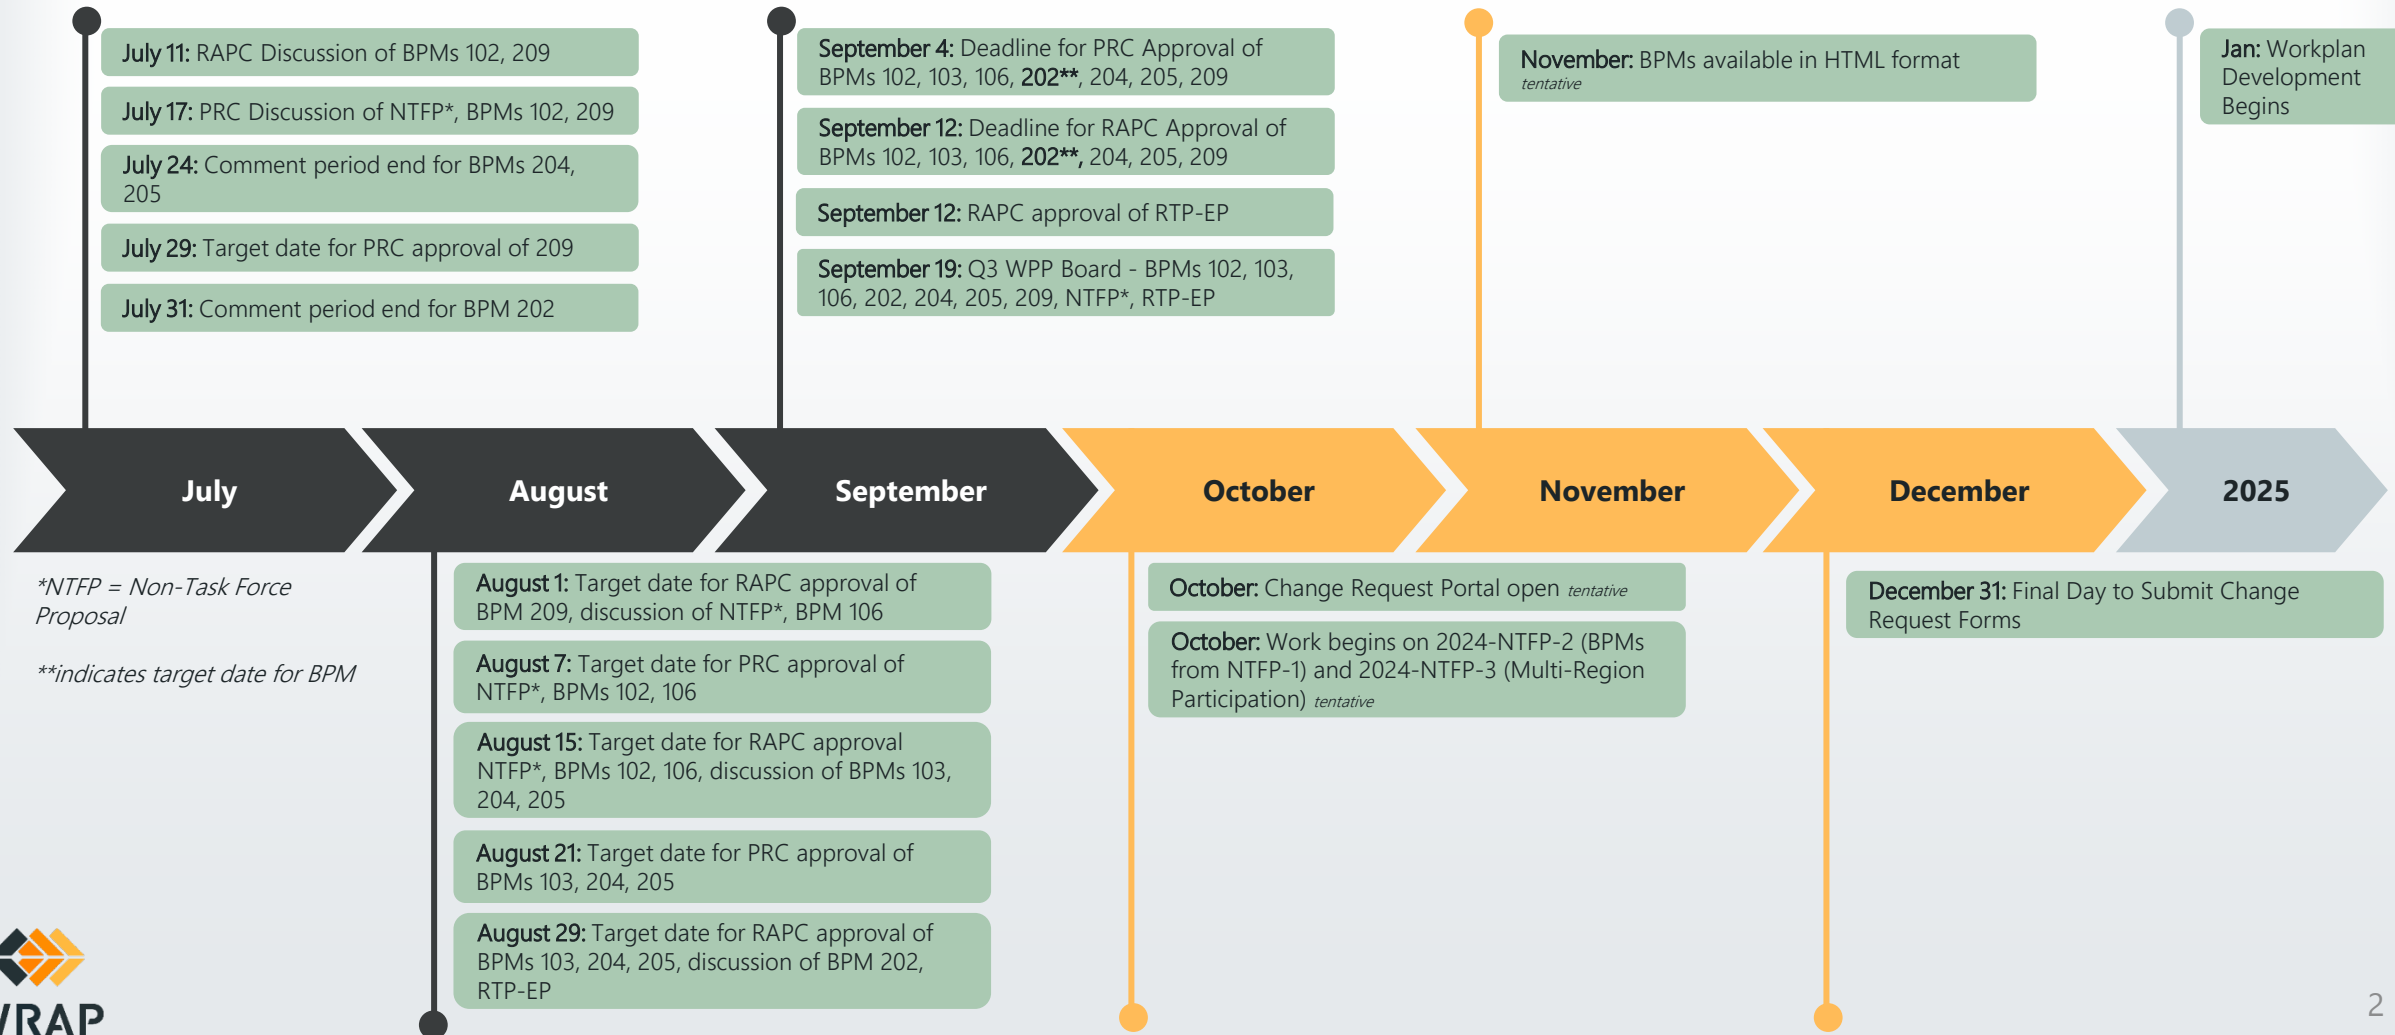 July 11: RAPC Discussion of BPMs 102, 209
July 17: PRC Discussion of NTFP*, BPMs 102, 209
July 24: Comment period end for BPMs 204,
205
July 29: Target date for PRC approval of 209
July 31: Comment period end for BPM 202
September 4: Deadline for PRC Approval of
BPMs 102, 103, 106, 202**, 204, 205, 209
September 12: Deadline for RAPC Approval of
BPMs 102, 103, 106, 202**, 204, 205, 209
September 12: RAPC approval of RTP-EP
September 19: Q3 WPP Board - BPMs 102, 103,
106, 202, 204, 205, 209, NTFP*, RTP-EP
November: BPMs available in HTML format
tentative
Jan: Workplan
Development
Begins
July
August
September
October
November
December
2025
*NTFP = Non-Task Force
Proposal
**indicates target date for BPM
August 1: Target date for RAPC approval of
BPM 209, discussion of NTFP*, BPM 106
August 7: Target date for PRC approval of
NTFP*, BPMs 102, 106
August 15: Target date for RAPC approval
NTFP*, BPMs 102, 106, discussion of BPMs 103,
204, 205
August 21: Target date for PRC approval of
BPMs 103, 204, 205
August 29: Target date for RAPC approval of
BPMs 103, 204, 205, discussion of BPM 202,
RTP-EP
October: Change Request Portal open tentative
October: Work begins on 2024-NTFP-2 (BPMs
from NTFP-1) and 2024-NTFP-3 (Multi-Region
Participation) tentative
December 31: Final Day to Submit Change
Request Forms
WRAP
2